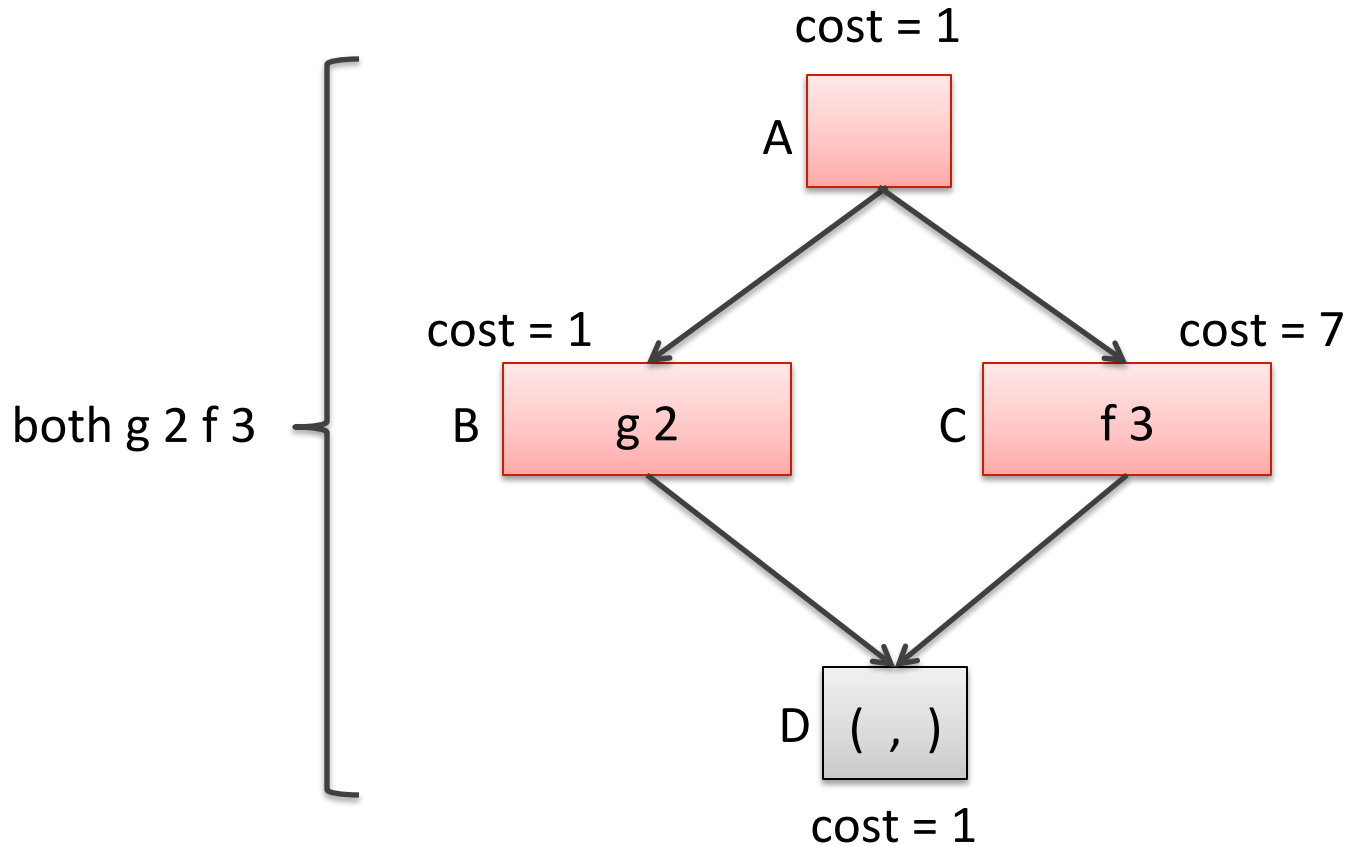 cost = 1
A
cost = 1
cost = 7
both g 2 f 3
B
g 2
C
f 3
D
( , )
cost = 1